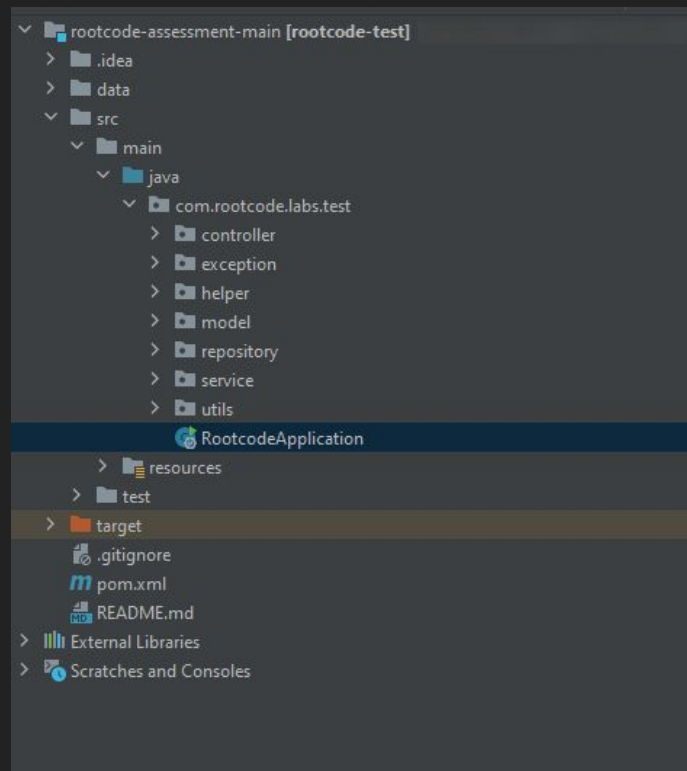 rootcode-assessment-main [rootcode-test]
.idea
data
src
main
java
com.rootcode.labs.test
controller
exception
helper
model
repository
service
utils
RootcodeApplication
resources
test
target
.gitignore
m pom.xml
MD README.md
External Libraries
Scratches and Consoles